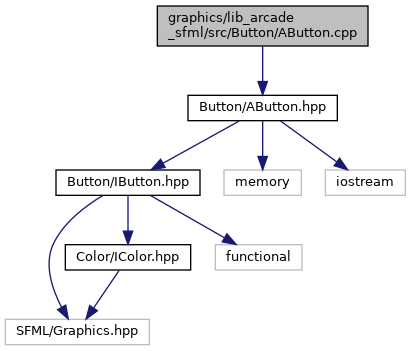 graphics/lib_arcade
_sfml/src/Button/AButton.cpp
Button/AButton.hpp
Button/IButton.hpp
memory
iostream
Color/IColor.hpp
functional
SFML/Graphics.hpp